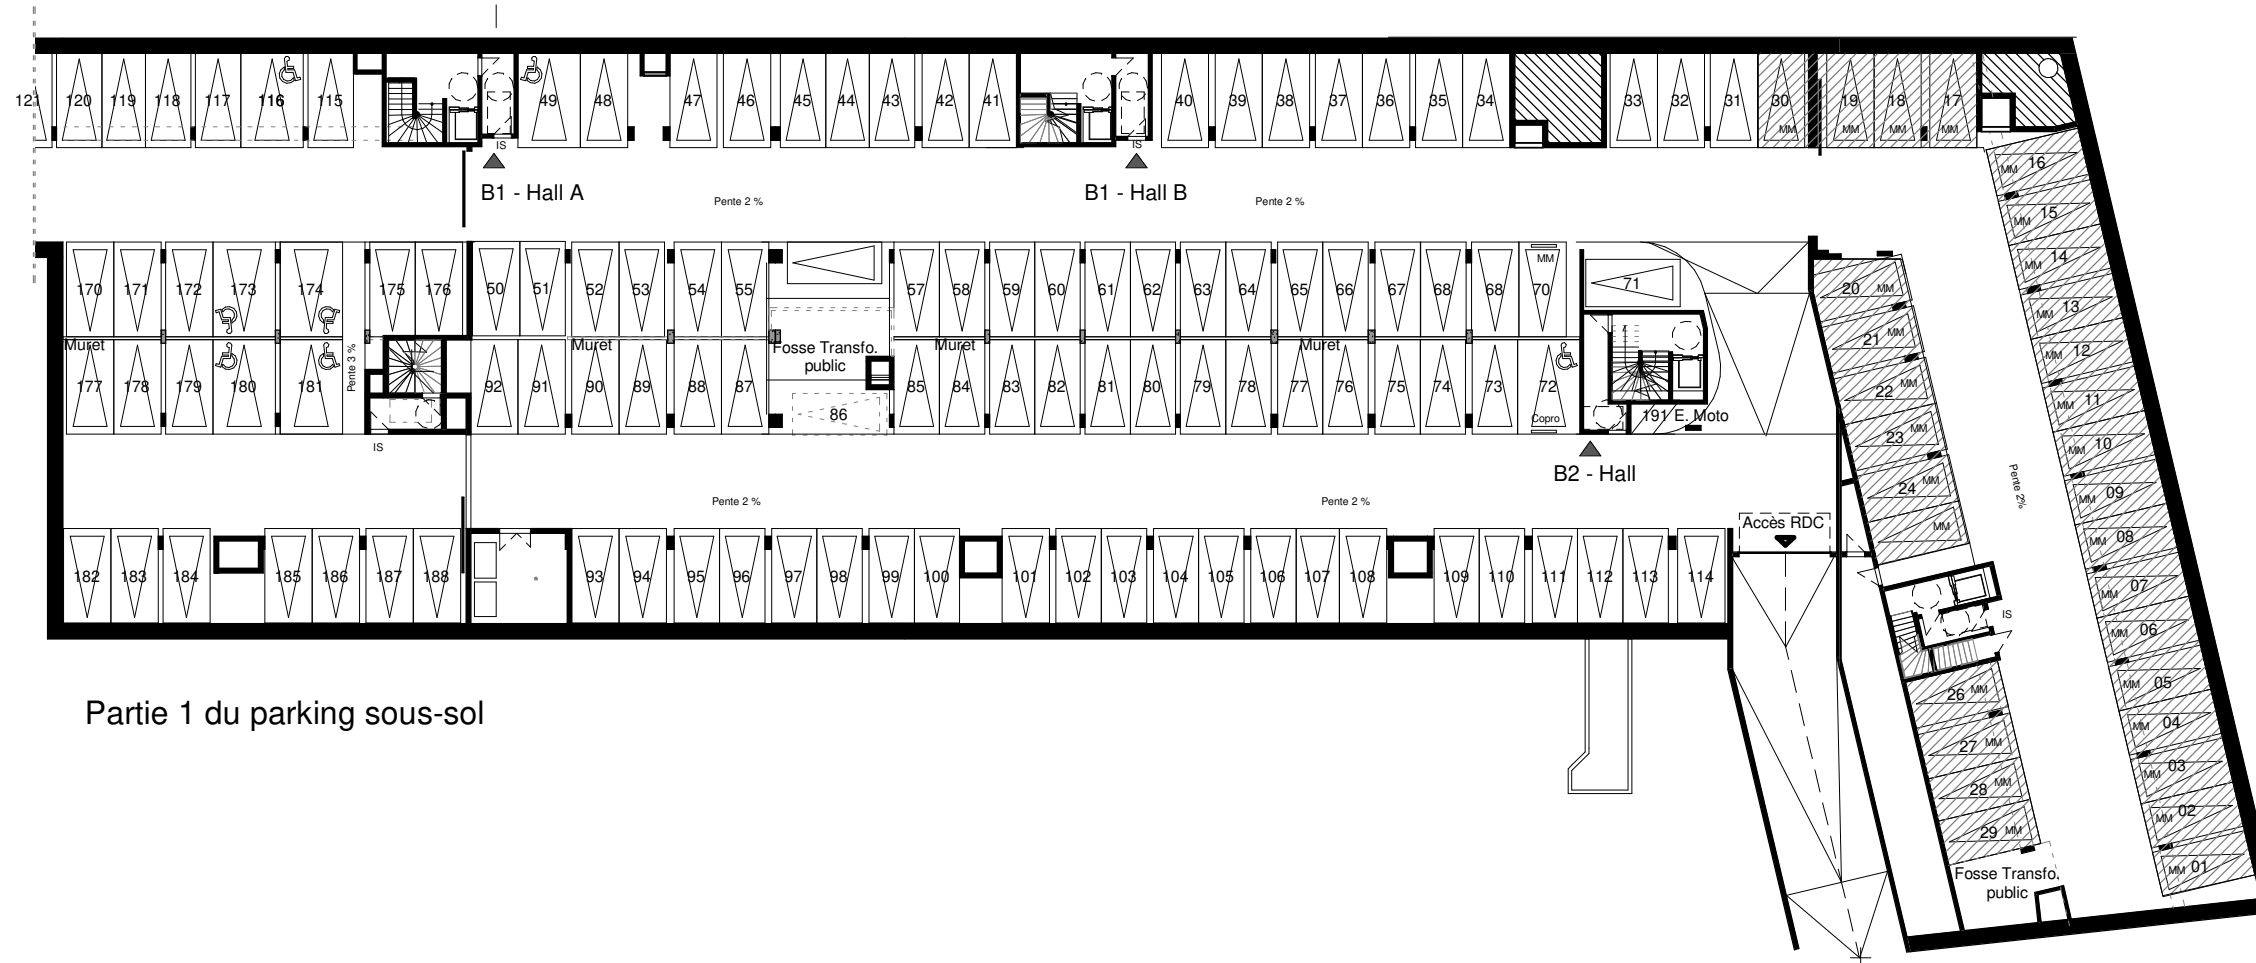 121 120 119 118 117 116 115 49 48 47 46 45 44 43 42 41 40 39 38 37 36 35 34 33 32 31 30 19 18 17
MM MM MM MM
IS IS
B1 - Hall A
B1 - Hall B
Pente 2 %
Pente 2 %
170 171 172 173 174 175 176 50 51 52 53 54 55 57 58 59 60 61 62 63 64 65 66 67 68 68 70 71
MM
Muret
Muret
Muret
Muret
Fosse Transfo.
public
Pente 3 %
177 178 179 180 181 92 91 90 89 88 87 86 85 84 83 82 81 80 79 78 77 76 75 74 73 72
Copro
191 E. Moto
IS
B2 - Hall
Pente 2 %
Pente 2 %
Accès RDC
182 183 184 185 186 187 188 93 94 95 96 97 98 99 100 101 102 103 104 105 106 107 108 109 110 111 112 113 114
20 MM
21 MM
22 MM
23 MM
24 MM
MM
IS
26 MM
27 MM
28 MM
29 MM
Fosse Transfo.
public
Pente 2%
MM 16
MM 15
MM 14
MM 13
MM 12
MM 11
MM 10
MM 09
MM 08
MM 07
MM 06
MM 05
MM 04
MM 03
MM 02
MM 01
Partie 1 du parking sous-sol